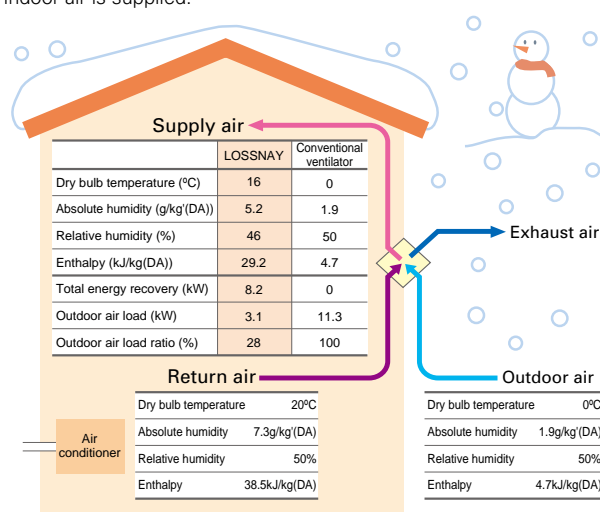 indoor air is supplied.
Supply air
LOSSNAY Conventional ventilator
Dry bulb temperature (ºC) 16 0
Absolute humidity (g/kg'(DA)) 5.2 1.9
Relative humidity (%) 46 50
Enthalpy (kJ/kg(DA)) 29.2 4.7
Total energy recovery (kW) 8.2 0
Outdoor air load (kW) 3.1 11.3
Outdoor air load ratio (%) 28 100
Exhaust air
Return air
Dry bulb temperature 20ºC
Absolute humidity 7.3g/kg'(DA)
Relative humidity 50%
Enthalpy 38.5kJ/kg(DA)
Outdoor air
Dry bulb temperature 0ºC
Absolute humidity 1.9g/kg'(DA)
Relative humidity 50%
Enthalpy 4.7kJ/kg(DA)
Air
conditioner